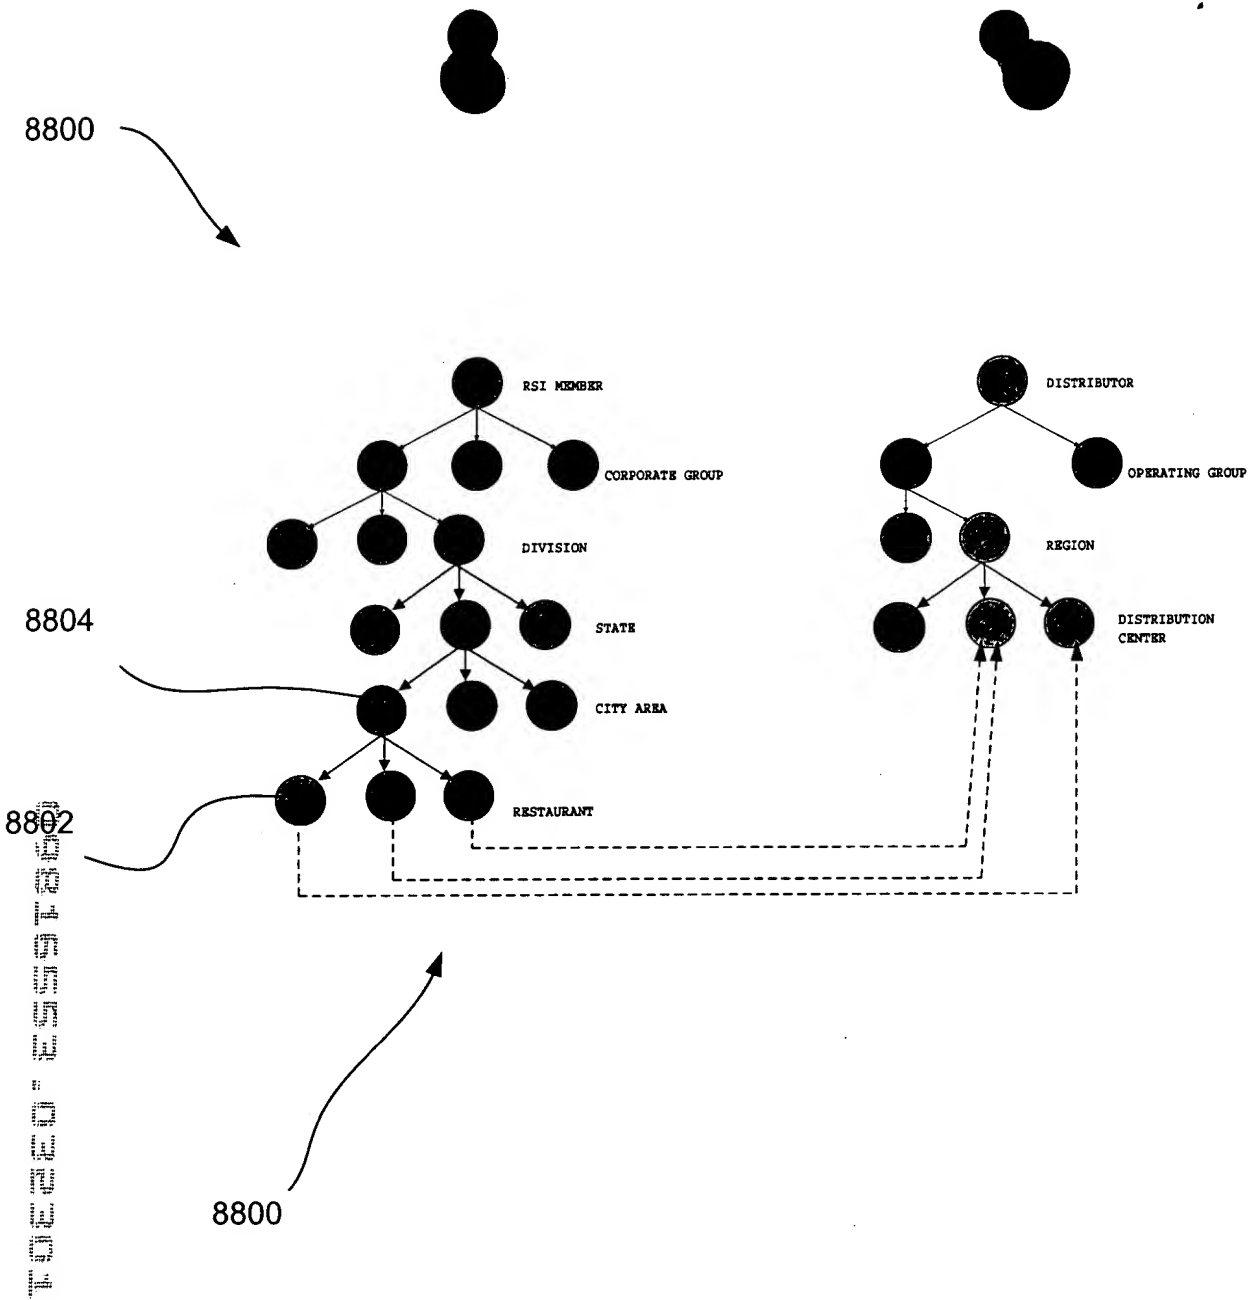 8800
RSI MEMBER
DISTRIBUTOR
CORPORATE GROUP
OPERATING GROUP
DIVISION
REGION
8804
STATE
DISTRIBUTION
CENTER
CITY AREA
8802
RESTAURANT
8800